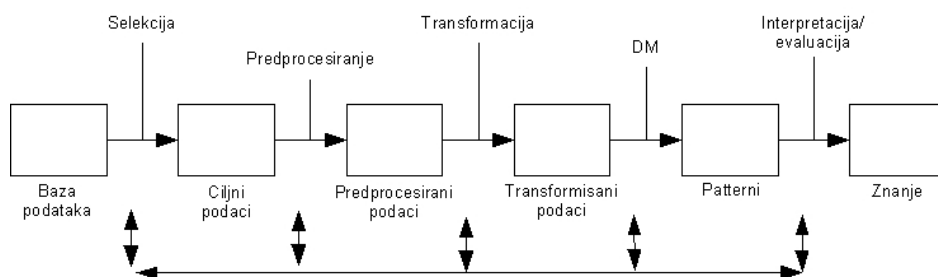 Selekcija
Predprocesiranje
Transformacija
DM
Interpretacija/
evaluacija
Baza
podataka
Ciljni
podaci
Predprocesirani
podaci
Transformisani
podaci
Patterni
Znanje